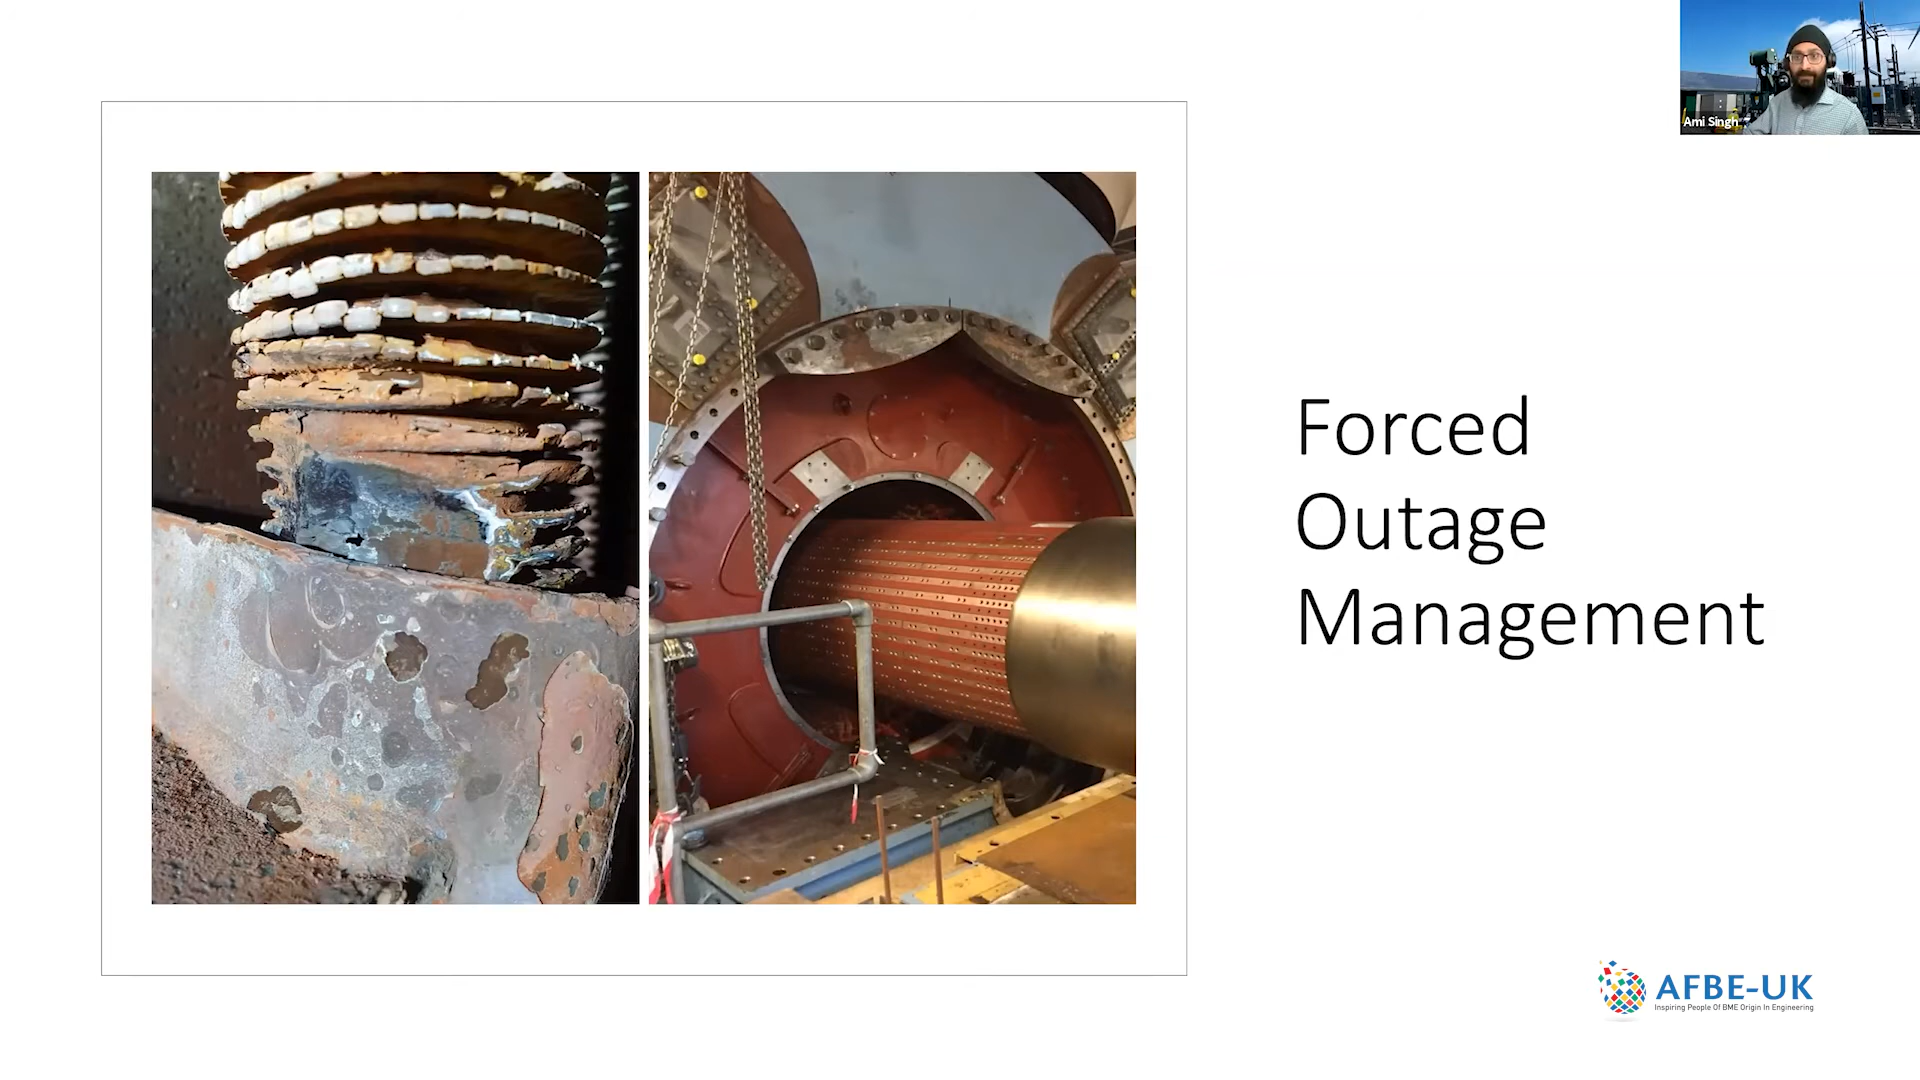 Ami Singh
Forced
Outage
Management
AFBE-UK
Inspiring People Of BME Origin In Engineering